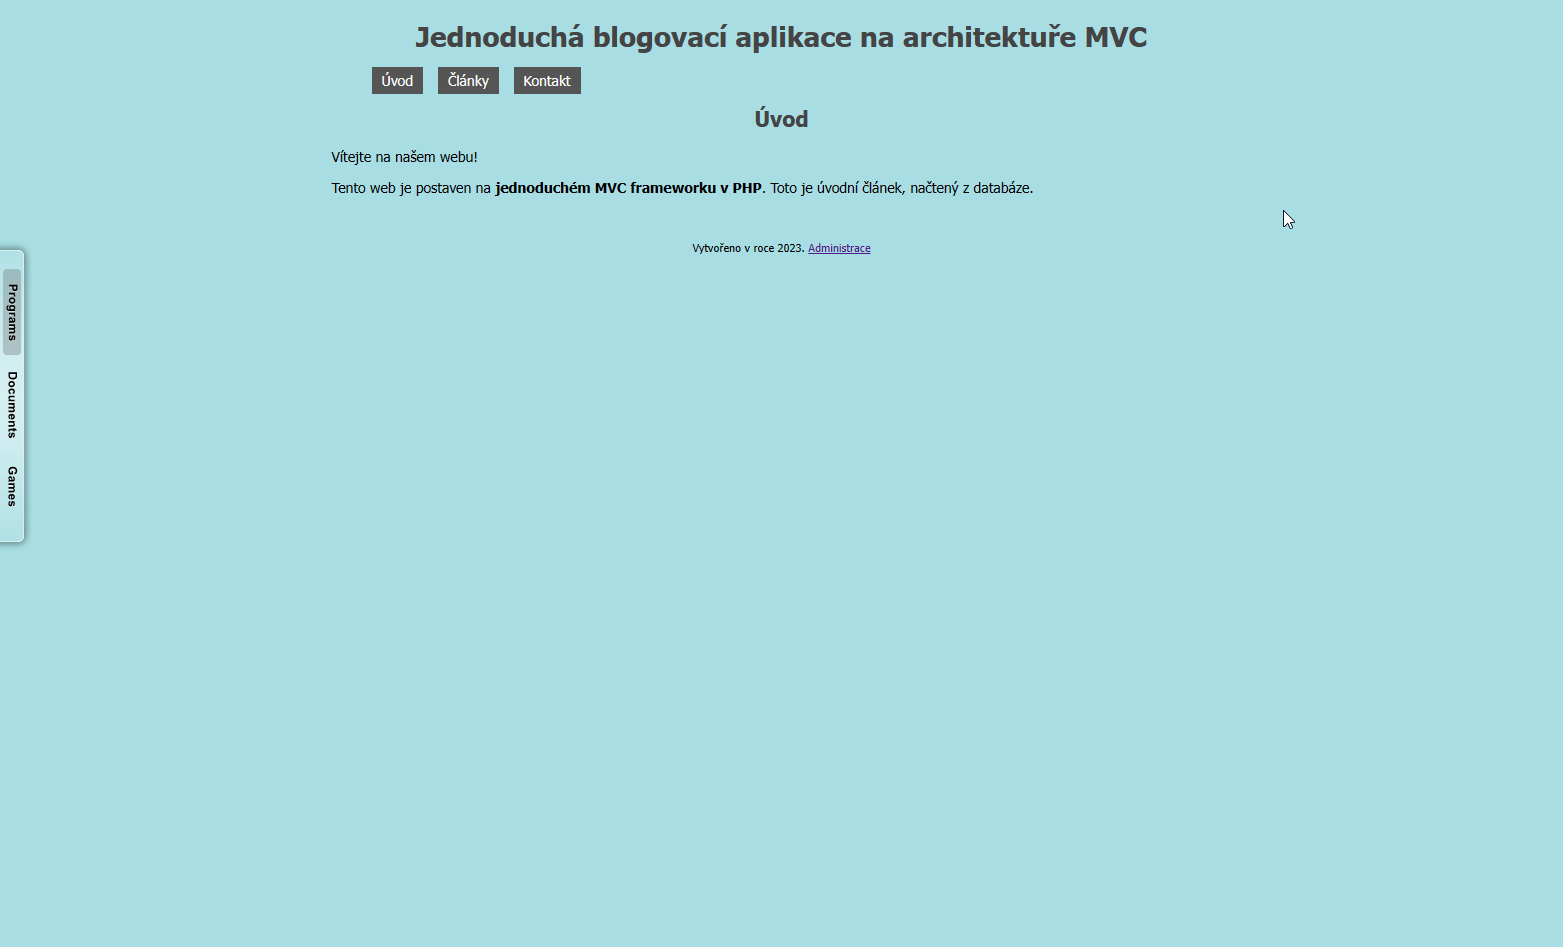 Jednoduchá blogovací aplikace na architektuře MVC
Úvod
Články
Kontakt
Úvod
Vítejte na našem webu!
Tento web je postaven na jednoduchém MVC frameworku v PHP. Toto je úvodní článek, načtený z databáze.
Vytvořeno v roce 2023. Administrace
Programs
Documents
Games